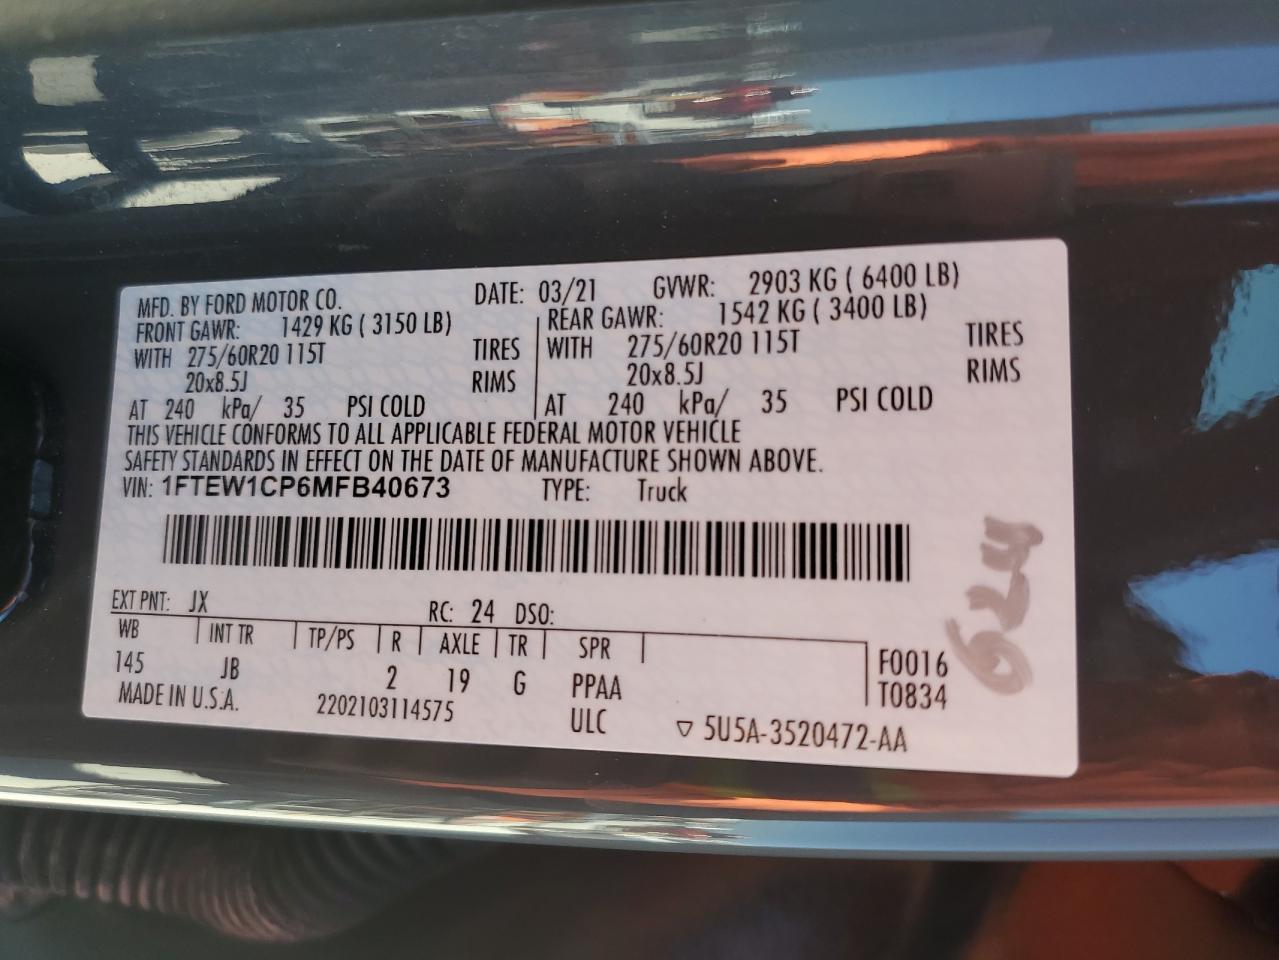 MFD. BY FORD MOTOR CO. DATE: 03/21 GVWR: 2903 KG ( 6400 LB)
FRONT GAWR: 1429 KG ( 3150 LB) REAR GAWR: 1542 KG ( 3400 LB)
WITH 275/60R20 115T TIRES WITH 275/60R20 115T TIRES
20x8.5J RIMS 20x8.5J RIMS
AT 240 kPa/ 35 PSI COLD AT 240 kPa/ 35 PSI COLD
THIS VEHICLE CONFORMS TO ALL APPLICABLE FEDERAL MOTOR VEHICLE
SAFETY STANDARDS IN EFFECT ON THE DATE OF MANUFACTURE SHOWN ABOVE.
VIN: 1FTEW1CP6MFB40673 TYPE: Truck
EXT PNT: JX RC: 24 DSO:
WB INT TR TP/PS R AXLE TR SPR
145 JB 2 19 G PPAA F0016
T0834
MADE IN U.S.A. 2202103114575 ULC ▽ 5U5A-3520472-AA
624